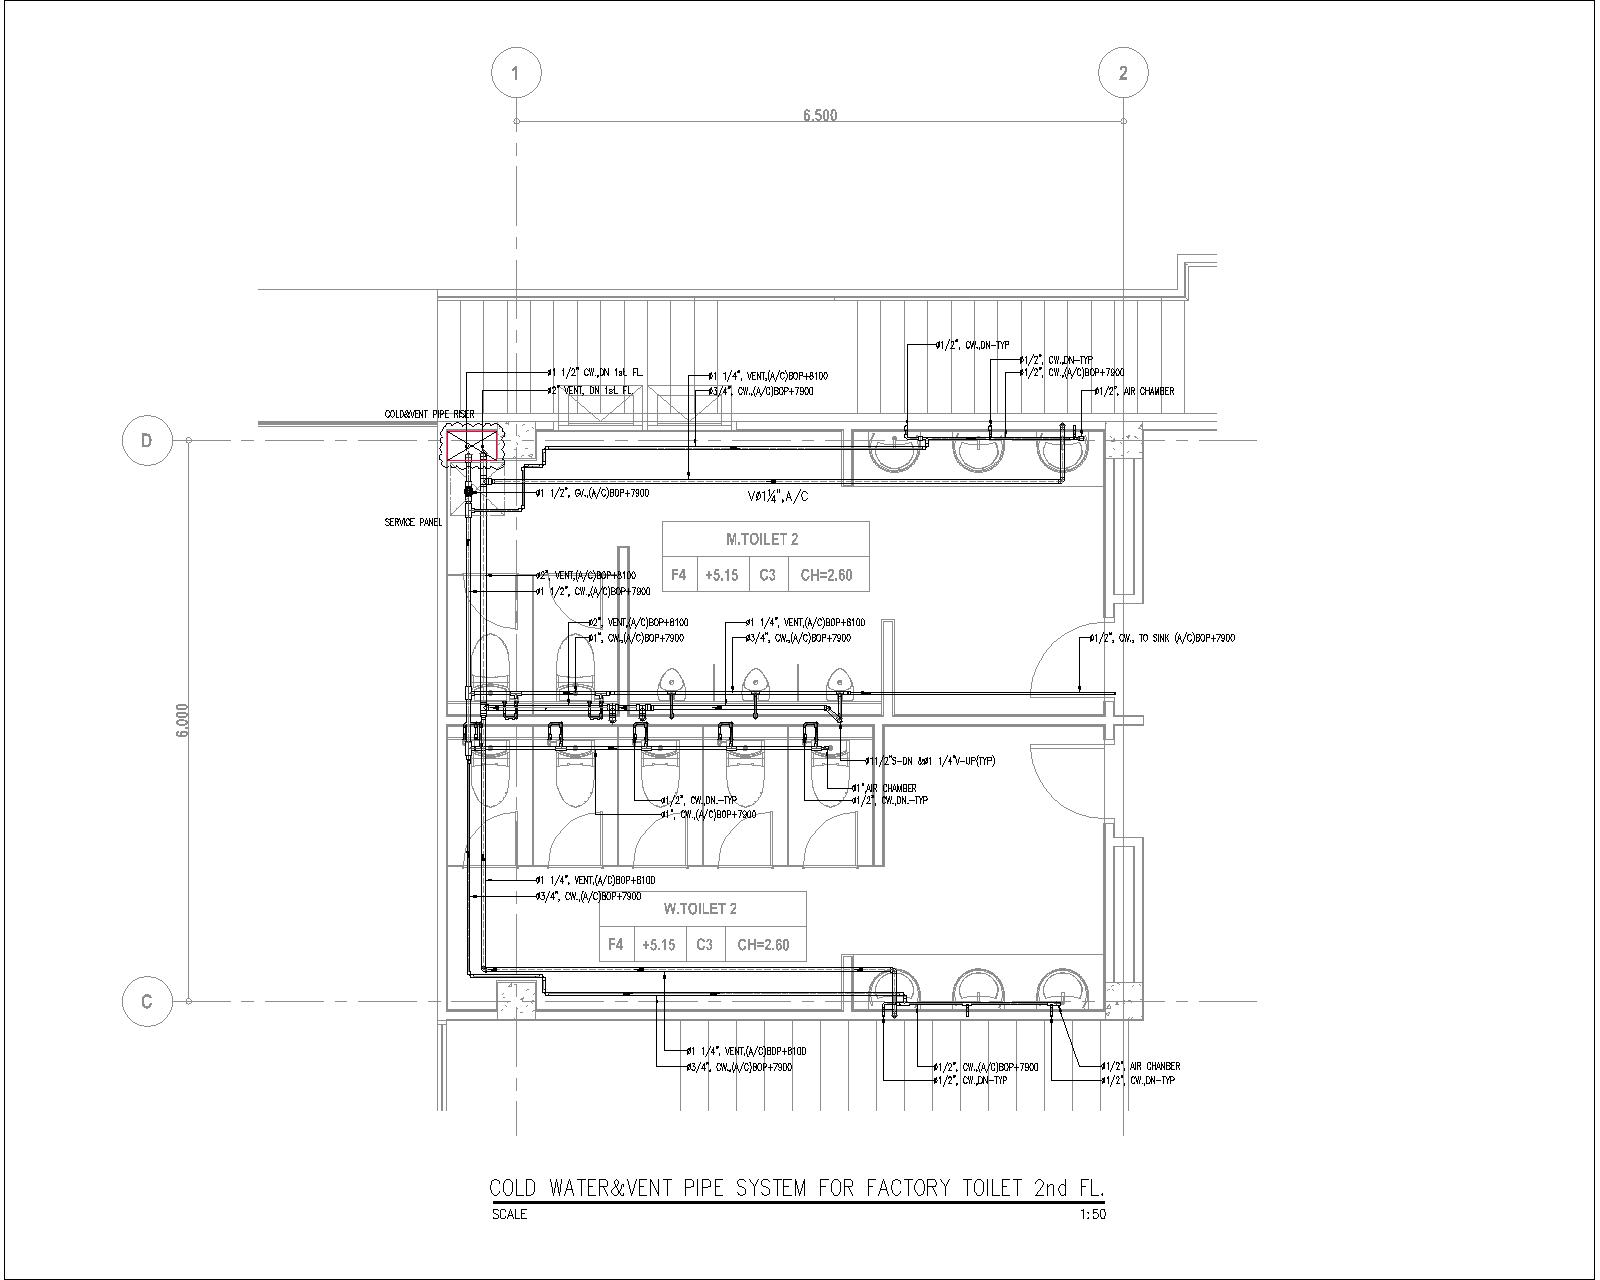 1
2
6.500
ø1/2", CW.,DN-TYP
ø1/2", CW.,DN-TYP
ø1/2", CW.,(A/C)BOP+7900
ø1/2", AIR CHAMBER
ø1 1/2" CW.,DN 1st. FL.
ø2" VENT, DN 1st. FL.
ø1 1/4", VENT,(A/C)BOP+8100
ø3/4", CW.,(A/C)BOP+7900
COLD&VENT PIPE RISER
D
ø1 1/2", GV.,(A/C)BOP+7900
Vø1¼",A/C
SERVICE PANEL
M.TOILET 2
F4 +5.15 C3 CH=2.60
ø2", VENT,(A/C)BOP+8100
ø1 1/2", CW.,(A/C)BOP+7900
ø2", VENT,(A/C)BOP+8100
ø1", CW.,(A/C)BOP+7900
ø1 1/4", VENT,(A/C)BOP+8100
ø3/4", CW.,(A/C)BOP+7900
ø1/2", CW., TO SINK (A/C)BOP+7900
6.000
ø11/2"S-DN &ø1 1/4"V-UP(TYP)
ø1",AIR CHAMBER
ø1/2", CW.,DN.-TYP
ø1/2", CW.,DN.-TYP
ø1", CW.,(A/C)BOP+7900
ø1 1/4", VENT,(A/C)BOP+8100
ø3/4", CW.,(A/C)BOP+7900
W.TOILET 2
F4 +5.15 C3 CH=2.60
C
ø1 1/4", VENT,(A/C)BOP+8100
ø3/4", CW.,(A/C)BOP+7900
ø1/2", CW.,(A/C)BOP+7900
ø1/2", CW.,DN-TYP
ø1/2", AIR CHANBER
ø1/2", CW.,DN-TYP
COLD WATER&VENT PIPE SYSTEM FOR FACTORY TOILET 2nd FL.
SCALE 1:50